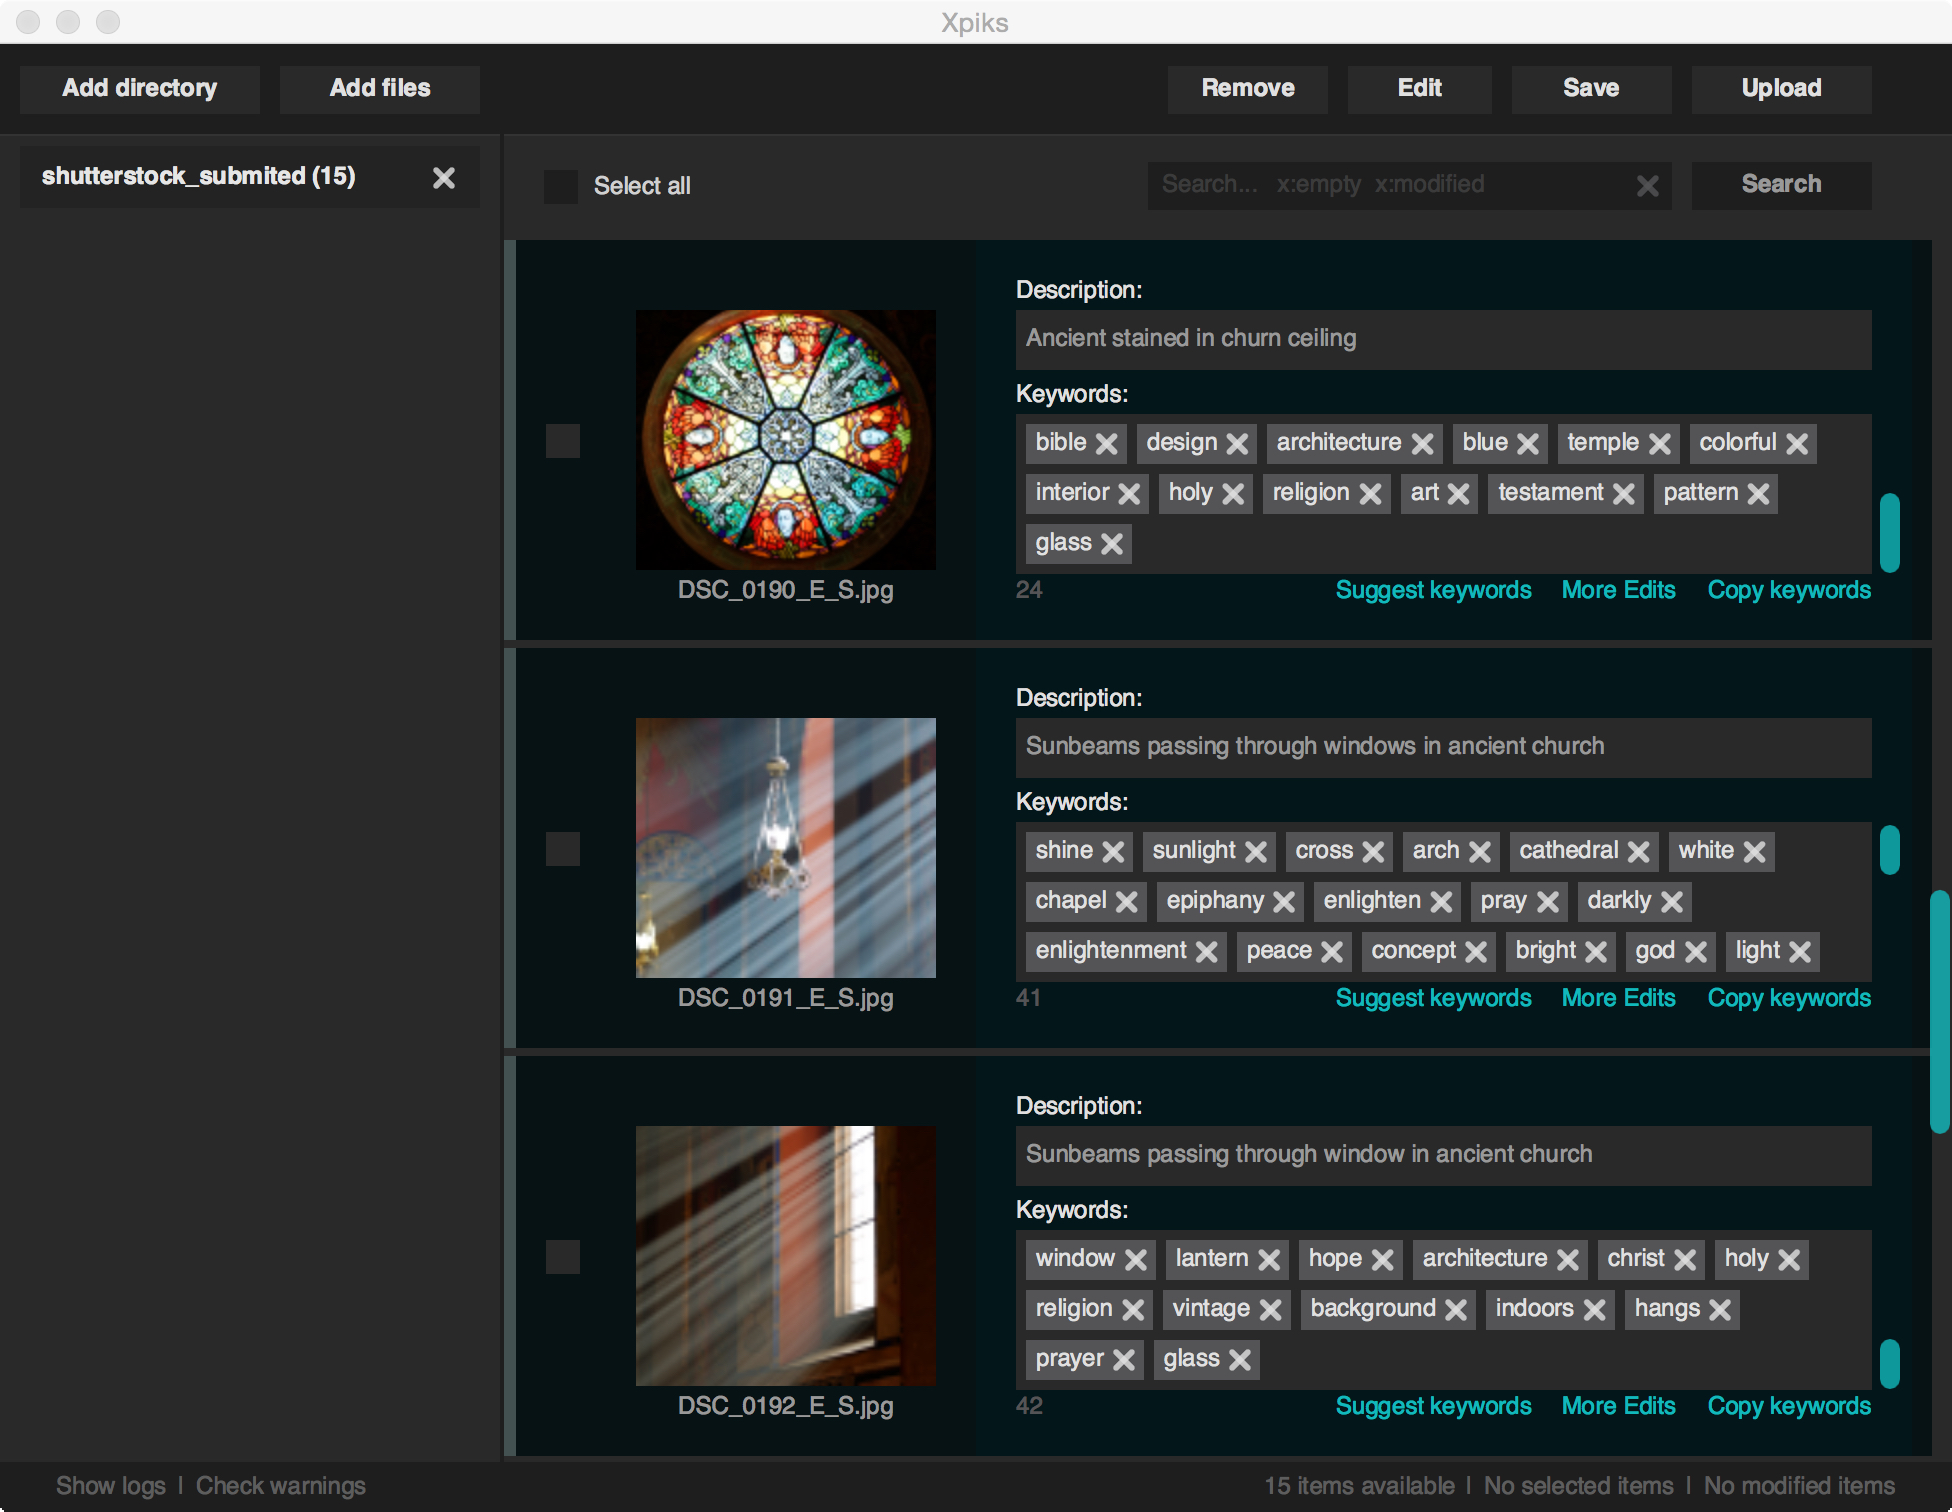 Xpiks
Add directory Add files Remove Edit Save Upload
shutterstock_submited (15)
Select all Search... x:empty x:modified Search
Description:
Ancient stained in churn ceiling
Keywords:
bible design architecture blue temple colorful
interior holy religion art testament pattern
glass
DSC_0190_E_S.jpg 24 Suggest keywords More Edits Copy keywords
Description:
Sunbeams passing through windows in ancient church
Keywords:
shine sunlight cross arch cathedral white
chapel epiphany enlighten pray darkly
enlightenment peace concept bright god light
DSC_0191_E_S.jpg 41 Suggest keywords More Edits Copy keywords
Description:
Sunbeams passing through window in ancient church
Keywords:
window lantern hope architecture christ holy
religion vintage background indoors hangs
prayer glass
DSC_0192_E_S.jpg 42 Suggest keywords More Edits Copy keywords
Show logs | Check warnings 15 items available | No selected items | No modified items